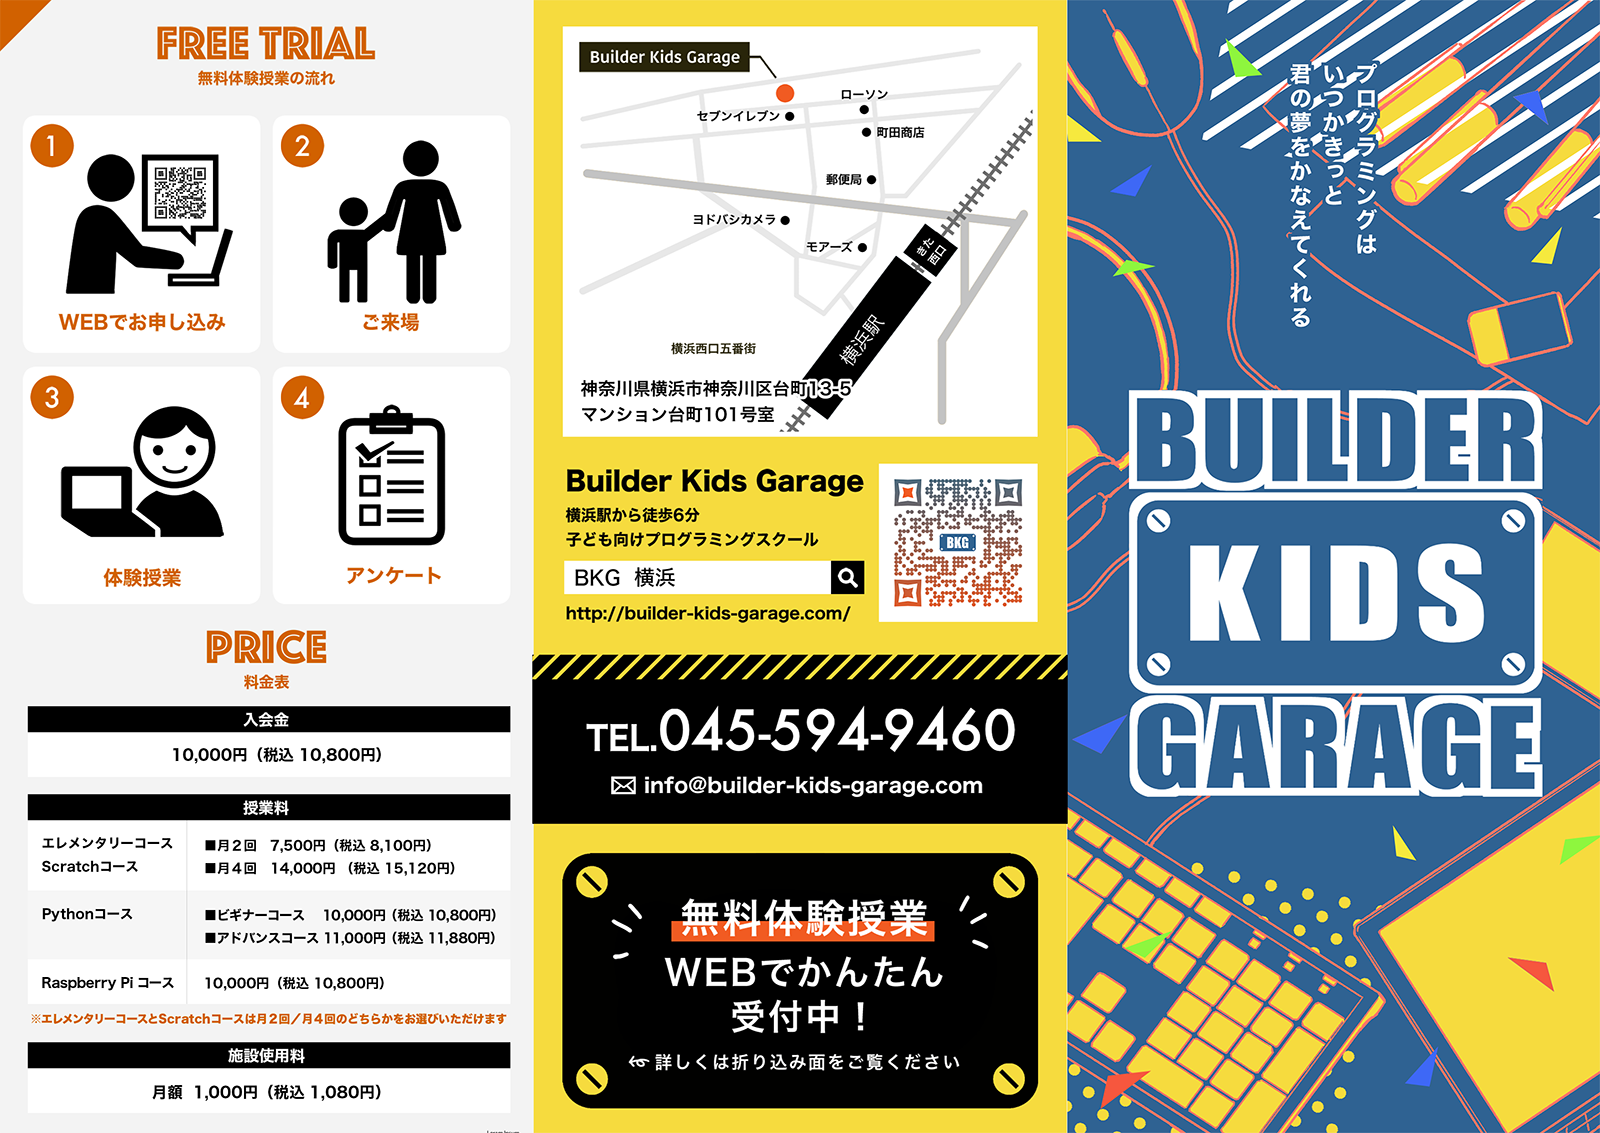 FREE TRIAL
無料体験授業の流れ
1
WEBでお申し込み
2
ご来場
3
体験授業
4
アンケート
PRICE
料金表
入会金
10,000円（税込 10,800円）
授業料
エレメンタリーコース
Scratchコース
■月２回 7,500円（税込 8,100円）
■月４回 14,000円 （税込 15,120円）
Pythonコース
■ビギナーコース 10,000円（税込 10,800円）
■アドバンスコース 11,000円（税込 11,880円）
Raspberry Pi コース
10,000円（税込 10,800円）
※エレメンタリーコースとScratchコースは月２回／月４回のどちらかをお選びいただけます
施設使用料
月額 1,000円（税込 1,080円）
Builder Kids Garage
セブンイレブン
ローソン
町田商店
郵便局
ヨドバシカメラ
モアーズ
きた
西口
横浜駅
横浜西口五番街
神奈川県横浜市神奈川区台町13-5
マンション台町101号室
Builder Kids Garage
横浜駅から徒歩6分
子ども向けプログラミングスクール
BKG 横浜
http://builder-kids-garage.com/
BKG
TEL.045-594-9460
info@builder-kids-garage.com
無料体験授業
WEBでかんたん
受付中！
詳しくは折り込み面をご覧ください
プログラミングは
いつかきっと
君の夢をかなえてくれる
BUILDER
KIDS
GARAGE